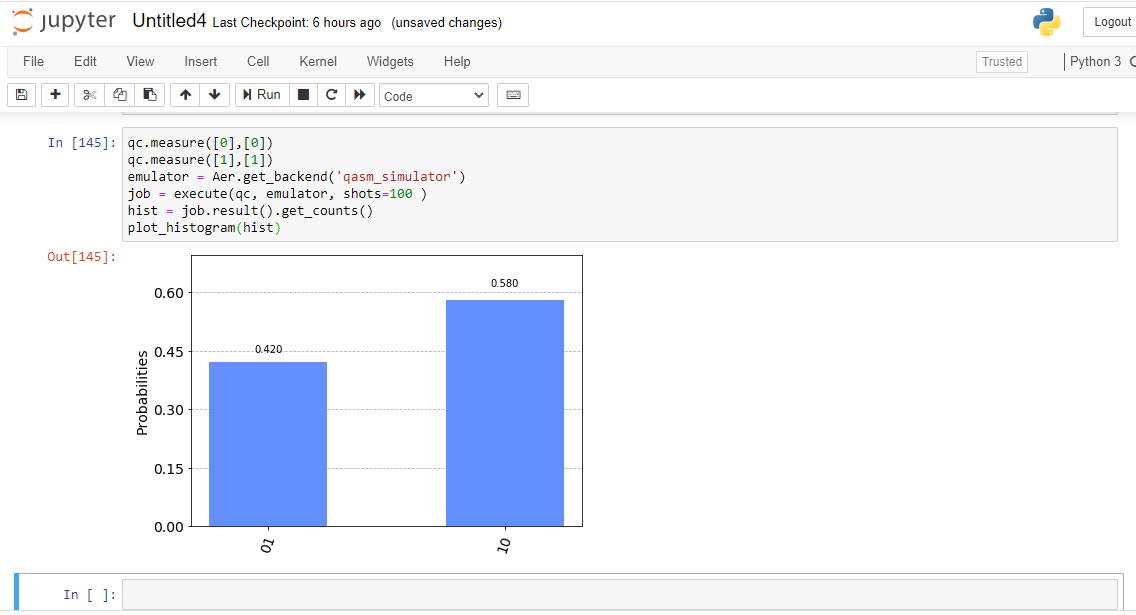 jupyter Untitled4 Last Checkpoint: 6 hours ago (unsaved changes)
Logout
File Edit View Insert Cell Kernel Widgets Help
Trusted
Python 3
Run
Code
In [145]:
qc.measure([0],[0])
qc.measure([1],[1])
emulator = Aer.get_backend('qasm_simulator')
job = execute(qc, emulator, shots=100 )
hist = job.result().get_counts()
plot_histogram(hist)
Out[145]:
0.580
0.60
0.420
0.45
Probabilities
0.30
0.15
0.00
01
10
In [ ]: